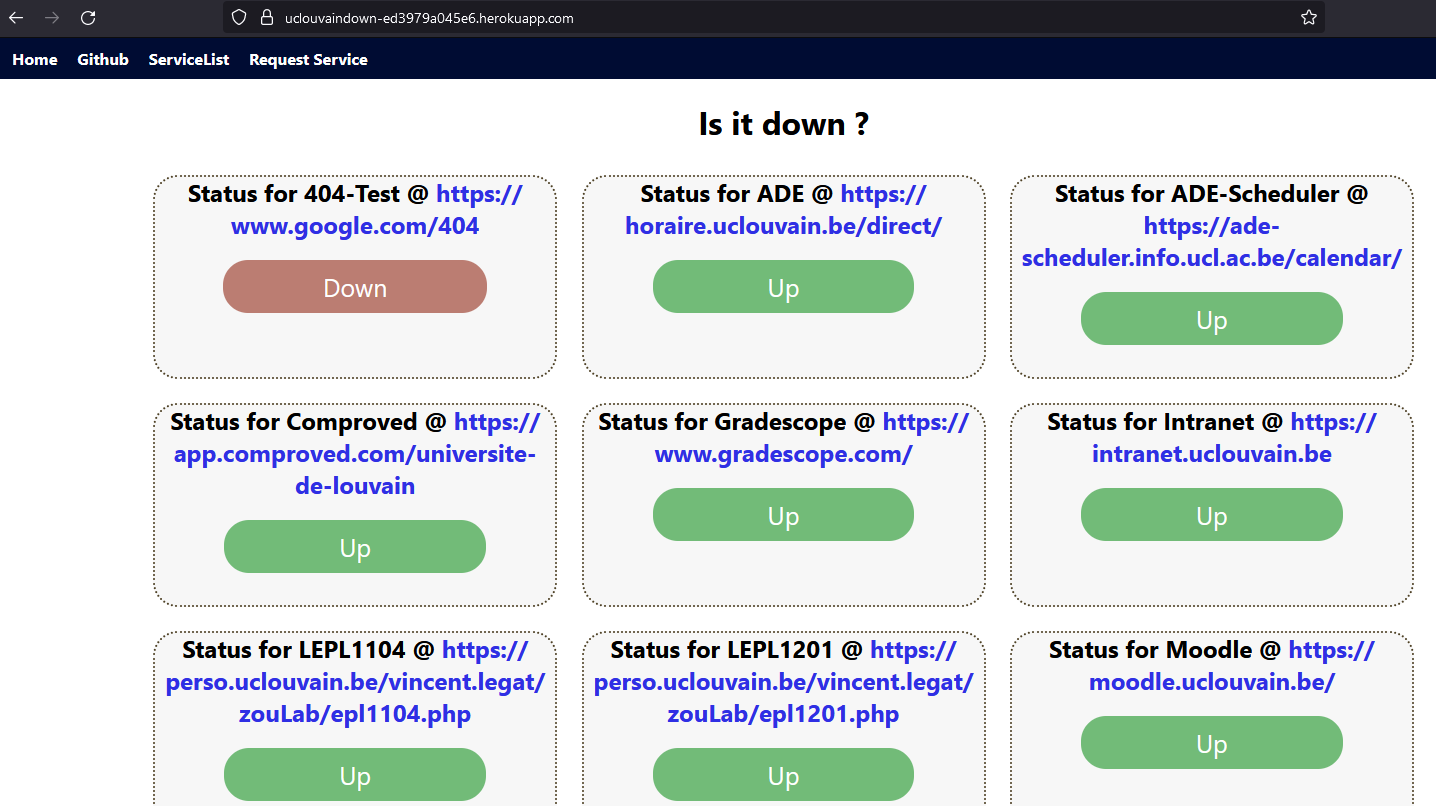 uclouvaindown-ed3979a045e6.herokuapp.com
Home Github ServiceList Request Service
Is it down ?
Status for 404-Test @ https://
www.google.com/404
Down
Status for ADE @ https://
horaire.uclouvain.be/direct/
Up
Status for ADE-Scheduler @
https://ade-
scheduler.info.ucl.ac.be/calendar/
Up
Status for Comproved @ https://
app.comproved.com/universite-
de-louvain
Up
Status for Gradescope @ https://
www.gradescope.com/
Up
Status for Intranet @ https://
intranet.uclouvain.be
Up
Status for LEPL1104 @ https://
perso.uclouvain.be/vincent.legat/
zouLab/epl1104.php
Up
Status for LEPL1201 @ https://
perso.uclouvain.be/vincent.legat/
zouLab/epl1201.php
Up
Status for Moodle @ https://
moodle.uclouvain.be/
Up